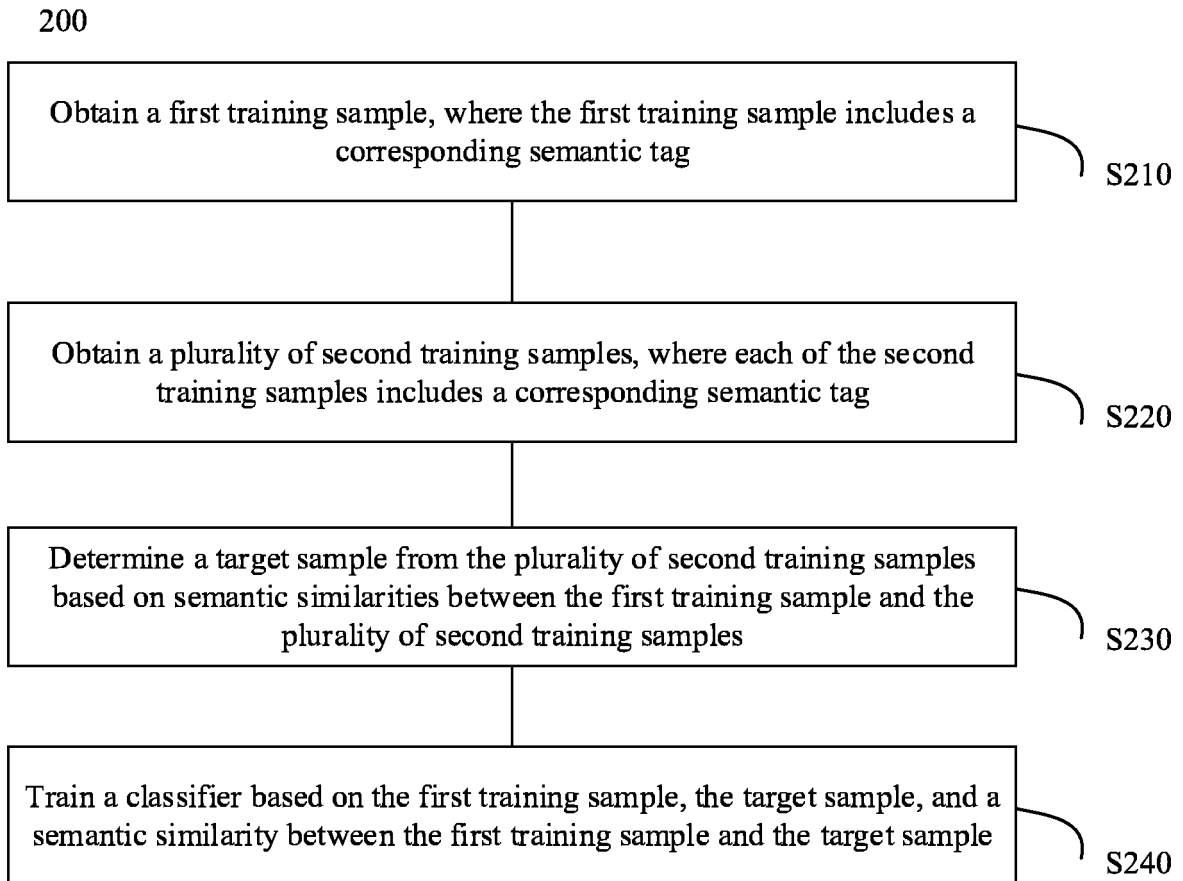 200
Obtain a first training sample, where the first training sample includes a
corresponding semantic tag
S210
Obtain a plurality of second training samples, where each of the second
training samples includes a corresponding semantic tag
S220
Determine a target sample from the plurality of second training samples
based on semantic similarities between the first training sample and the
plurality of second training samples
S230
Train a classifier based on the first training sample, the target sample, and a
semantic similarity between the first training sample and the target sample
S240